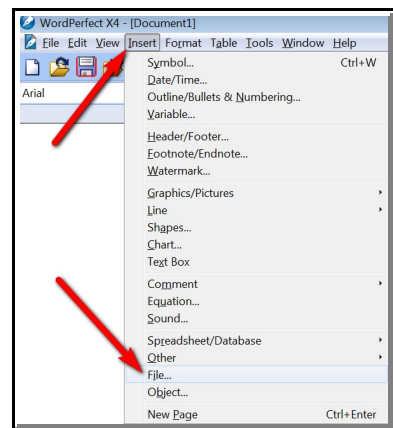 WordPerfect X4 - [Document1]
File Edit View Insert Format Table Tools Window Help
Arial
Symbol... Ctrl+W
Date/Time...
Outline/Bullets & Numbering...
Variable...
Header/Footer...
Footnote/Endnote...
Watermark...
Graphics/Pictures
Line
Shapes...
Chart...
Text Box
Comment
Equation...
Sound...
Spreadsheet/Database
Other
File...
Object...
New Page Ctrl+Enter